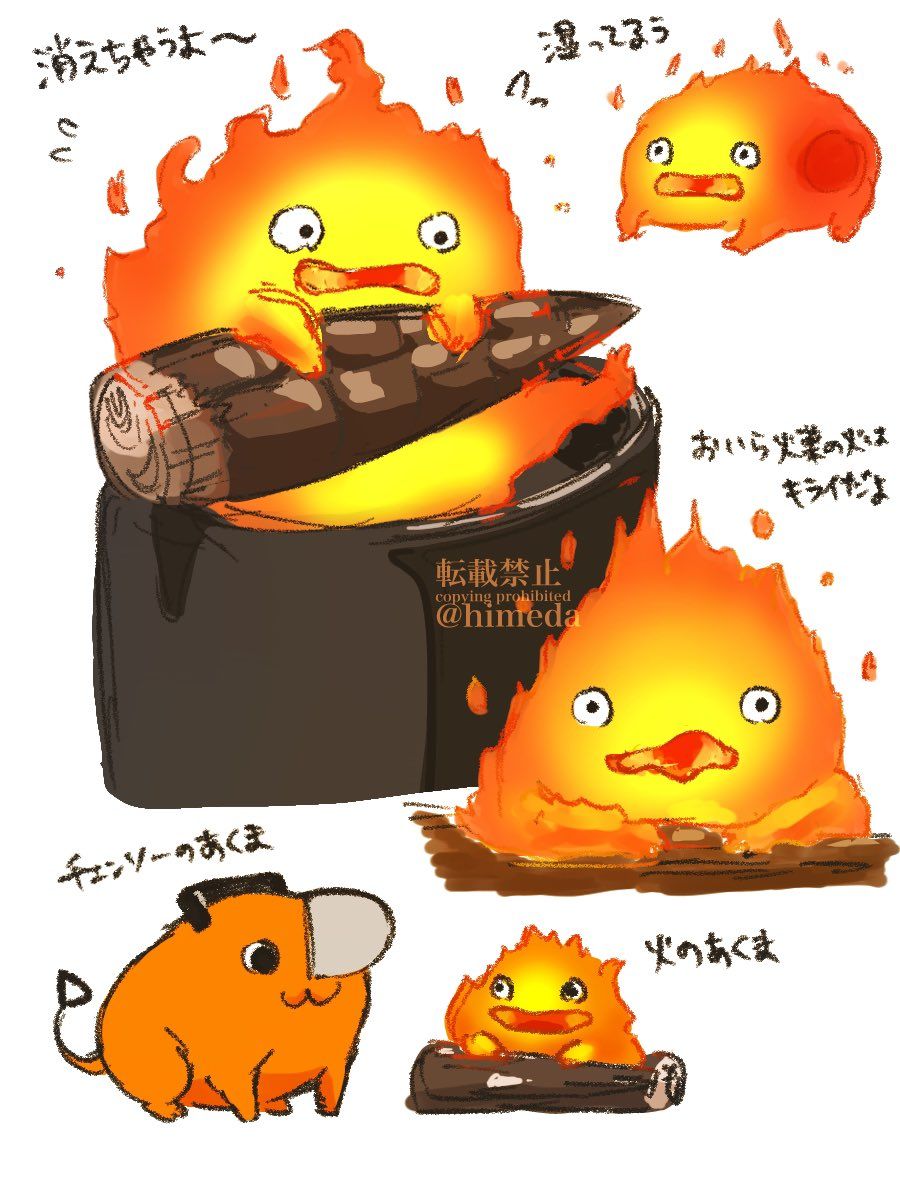 消えちゃうよ〜
湿ってるぅ
おいら火薬の火は
キライだよ
転載禁止
copying prohibited
@himeda
チェンソーのあくま
火のあくま